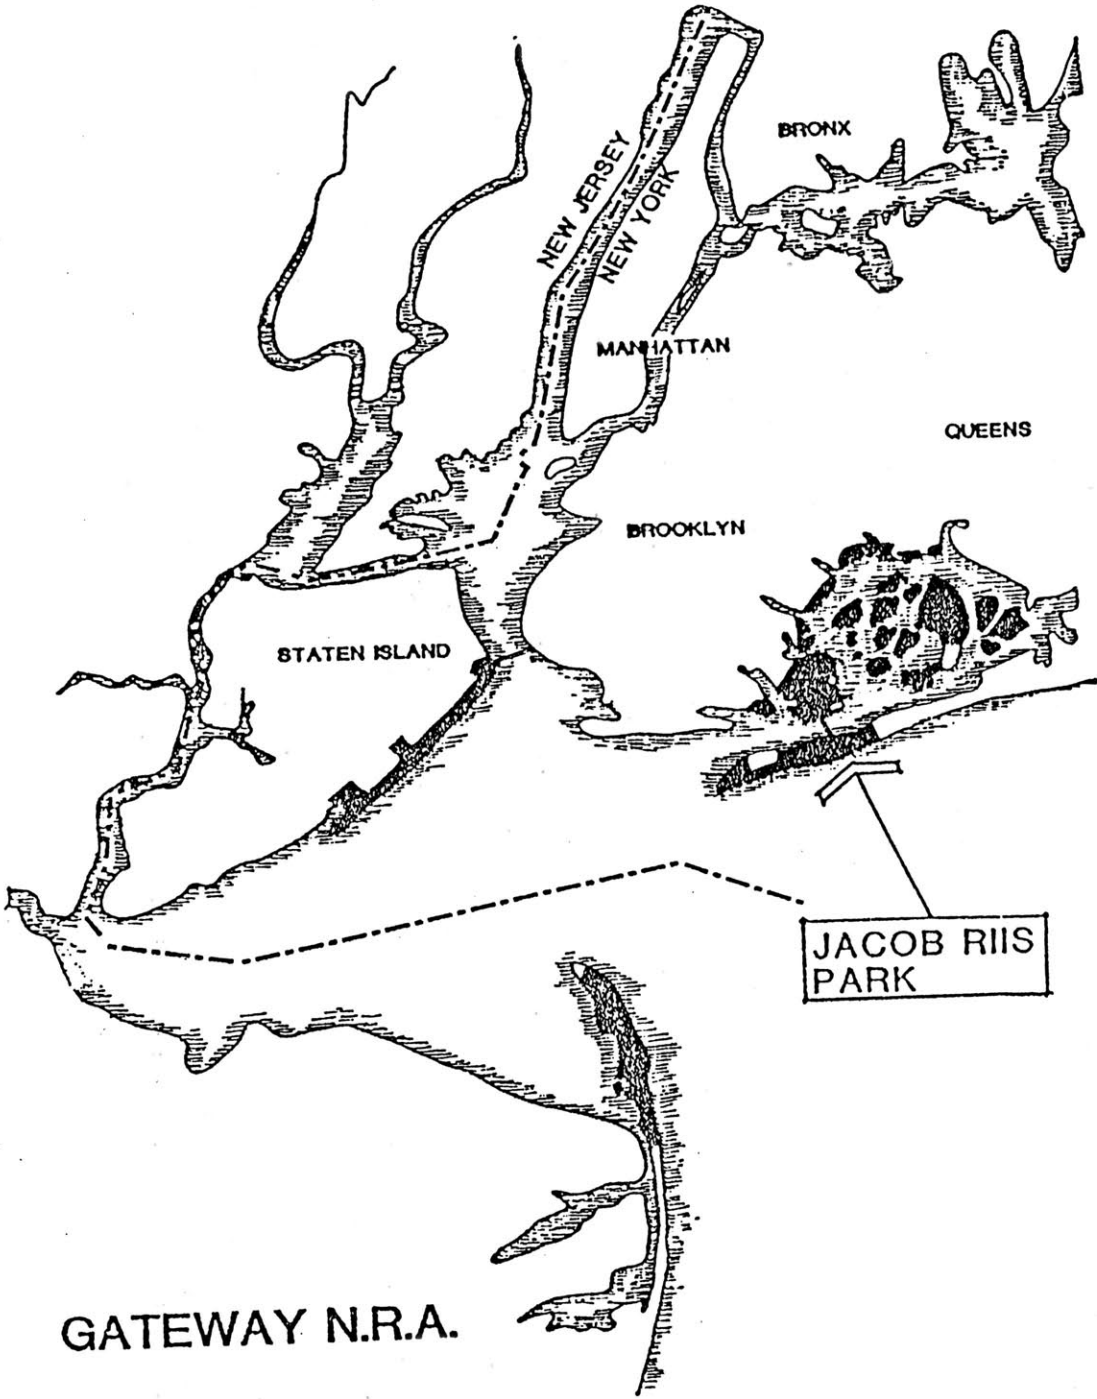 BRONX
NEW JERSEY
NEW YORK
MANHATTAN
QUEENS
BROOKLYN
STATEN ISLAND
JACOB RIIS
PARK
GATEWAY N.R.A.